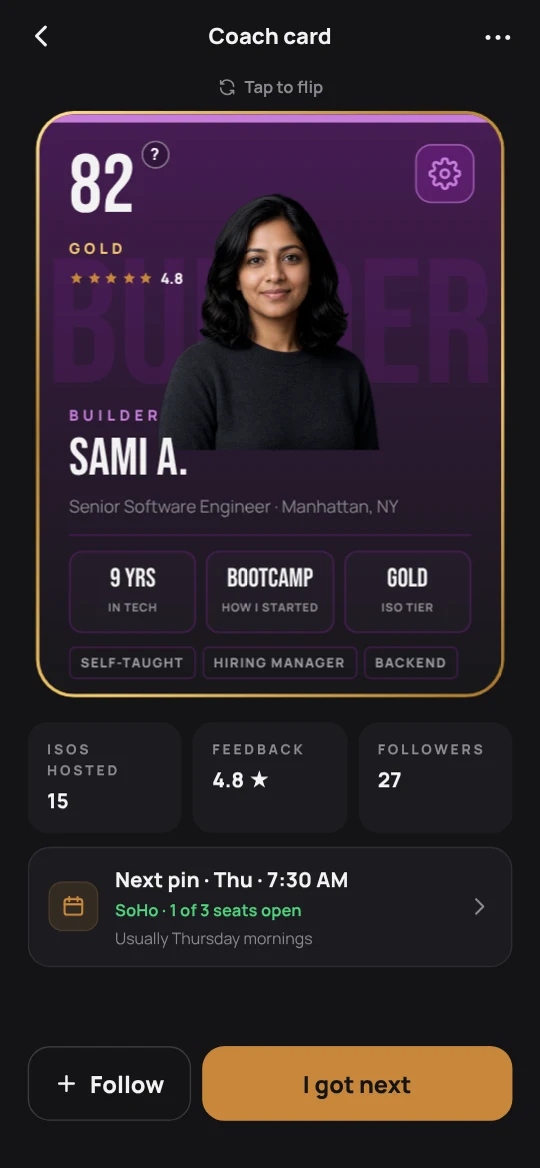 Coach card
Tap to flip
82 ?
GOLD
★★★★★ 4.8
BUILDER
BUILDER
SAMI A.
Senior Software Engineer · Manhattan, NY
9 YRS
IN TECH
BOOTCAMP
HOW I STARTED
GOLD
ISO TIER
SELF-TAUGHT
HIRING MANAGER
BACKEND
ISOS
HOSTED
15
FEEDBACK
4.8 ★
FOLLOWERS
27
Next pin · Thu · 7:30 AM
SoHo · 1 of 3 seats open
Usually Thursday mornings
+ Follow
I got next